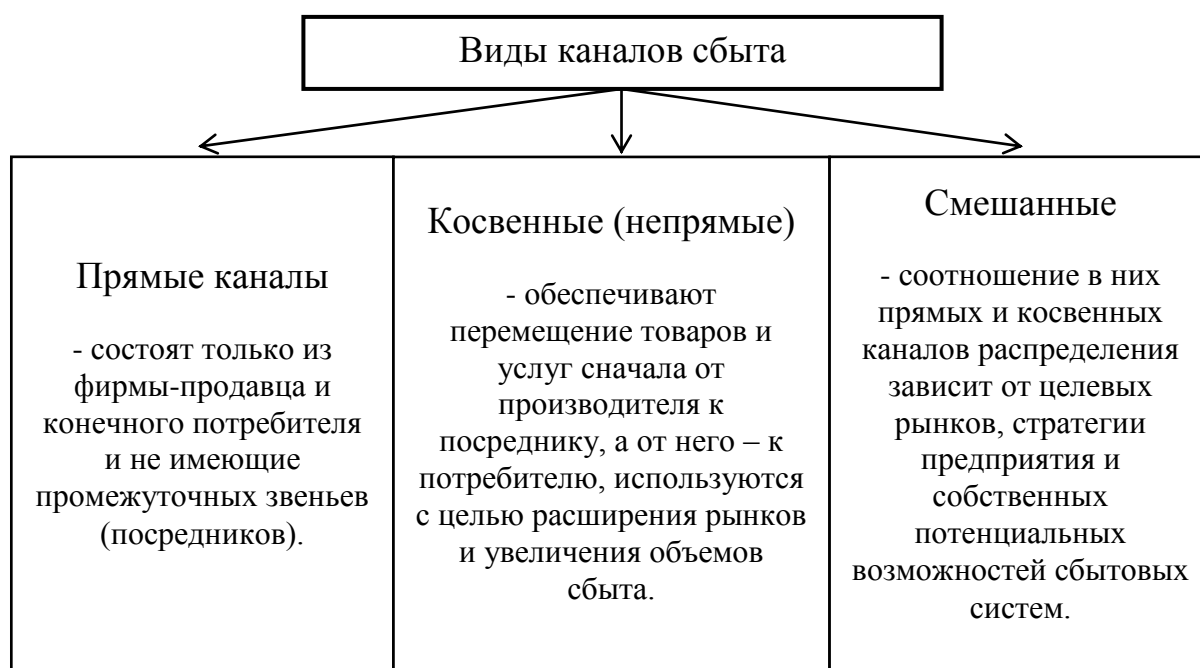 Виды каналов сбыта
Прямые каналы
- состоят только из
фирмы-продавца и
конечного потребителя
и не имеющие
промежуточных звеньев
(посредников).
Косвенные (непрямые)
- обеспечивают
перемещение товаров и
услуг сначала от
производителя к
посреднику, а от него – к
потребителю, используются
с целью расширения рынков
и увеличения объемов
сбыта.
Смешанные
- соотношение в них
прямых и косвенных
каналов распределения
зависит от целевых
рынков, стратегии
предприятия и
собственных
потенциальных
возможностей сбытовых
систем.